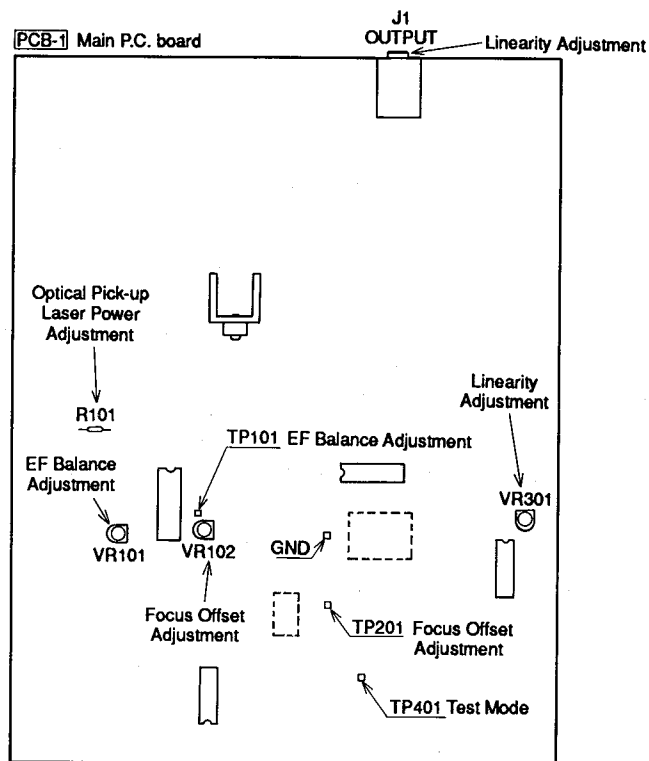 PCB-1 Main P.C. board
J1
OUTPUT
Linearity Adjustment
Optical Pick-up
Laser Power
Adjustment
R101
Linearity
Adjustment
TP101 EF Balance Adjustment
EF Balance
Adjustment
VR301
VR101
VR102
GND
Focus Offset
Adjustment
TP201 Focus Offset
Adjustment
TP401 Test Mode